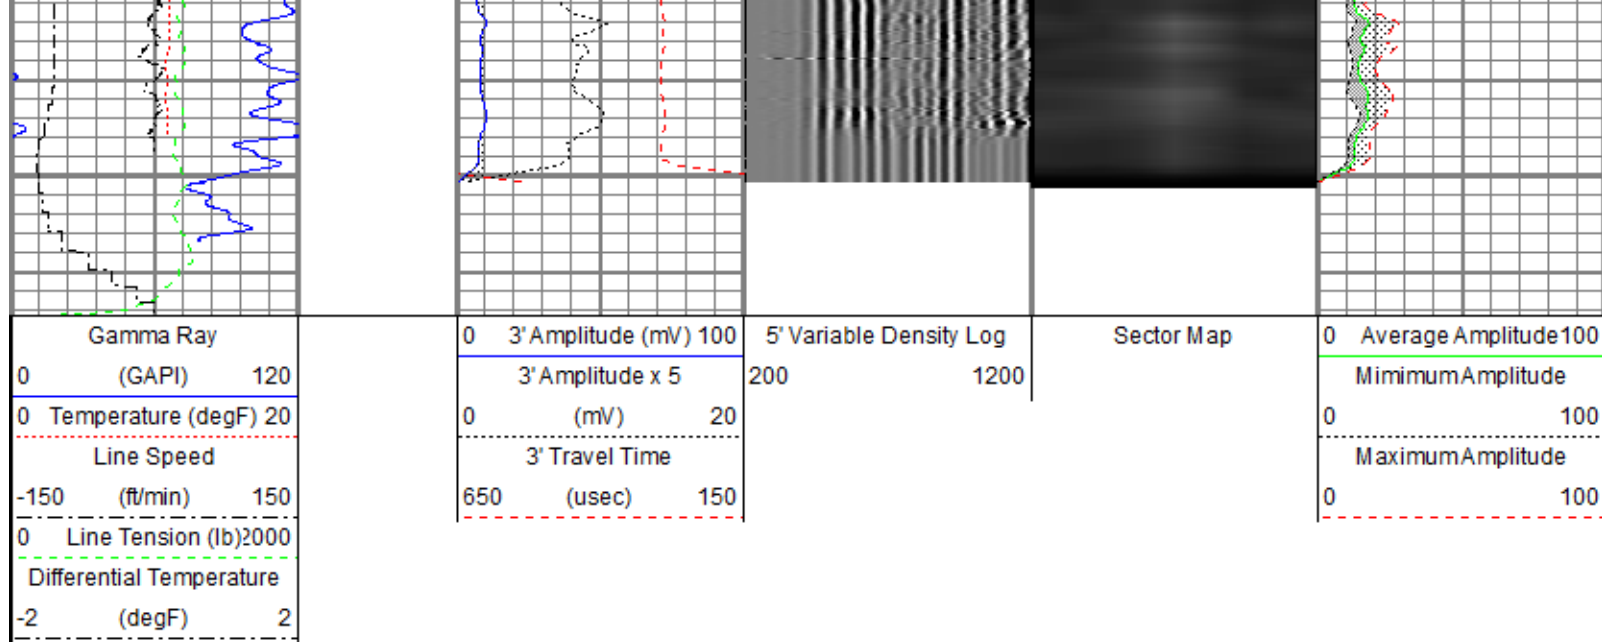 Gamma Ray
0 (GAPI) 120
0 Temperature (degF) 20
Line Speed
-150 (ft/min) 150
0 Line Tension (lb) 2000
Differential Temperature
-2 (degF) 2
0 3' Amplitude (mV) 100
3' Amplitude x 5
0 (mV) 20
3' Travel Time
650 (usec) 150
5' Variable Density Log
200 1200
Sector Map
0 Average Amplitude 100
Mimimum Amplitude
0 100
Maximum Amplitude
0 100